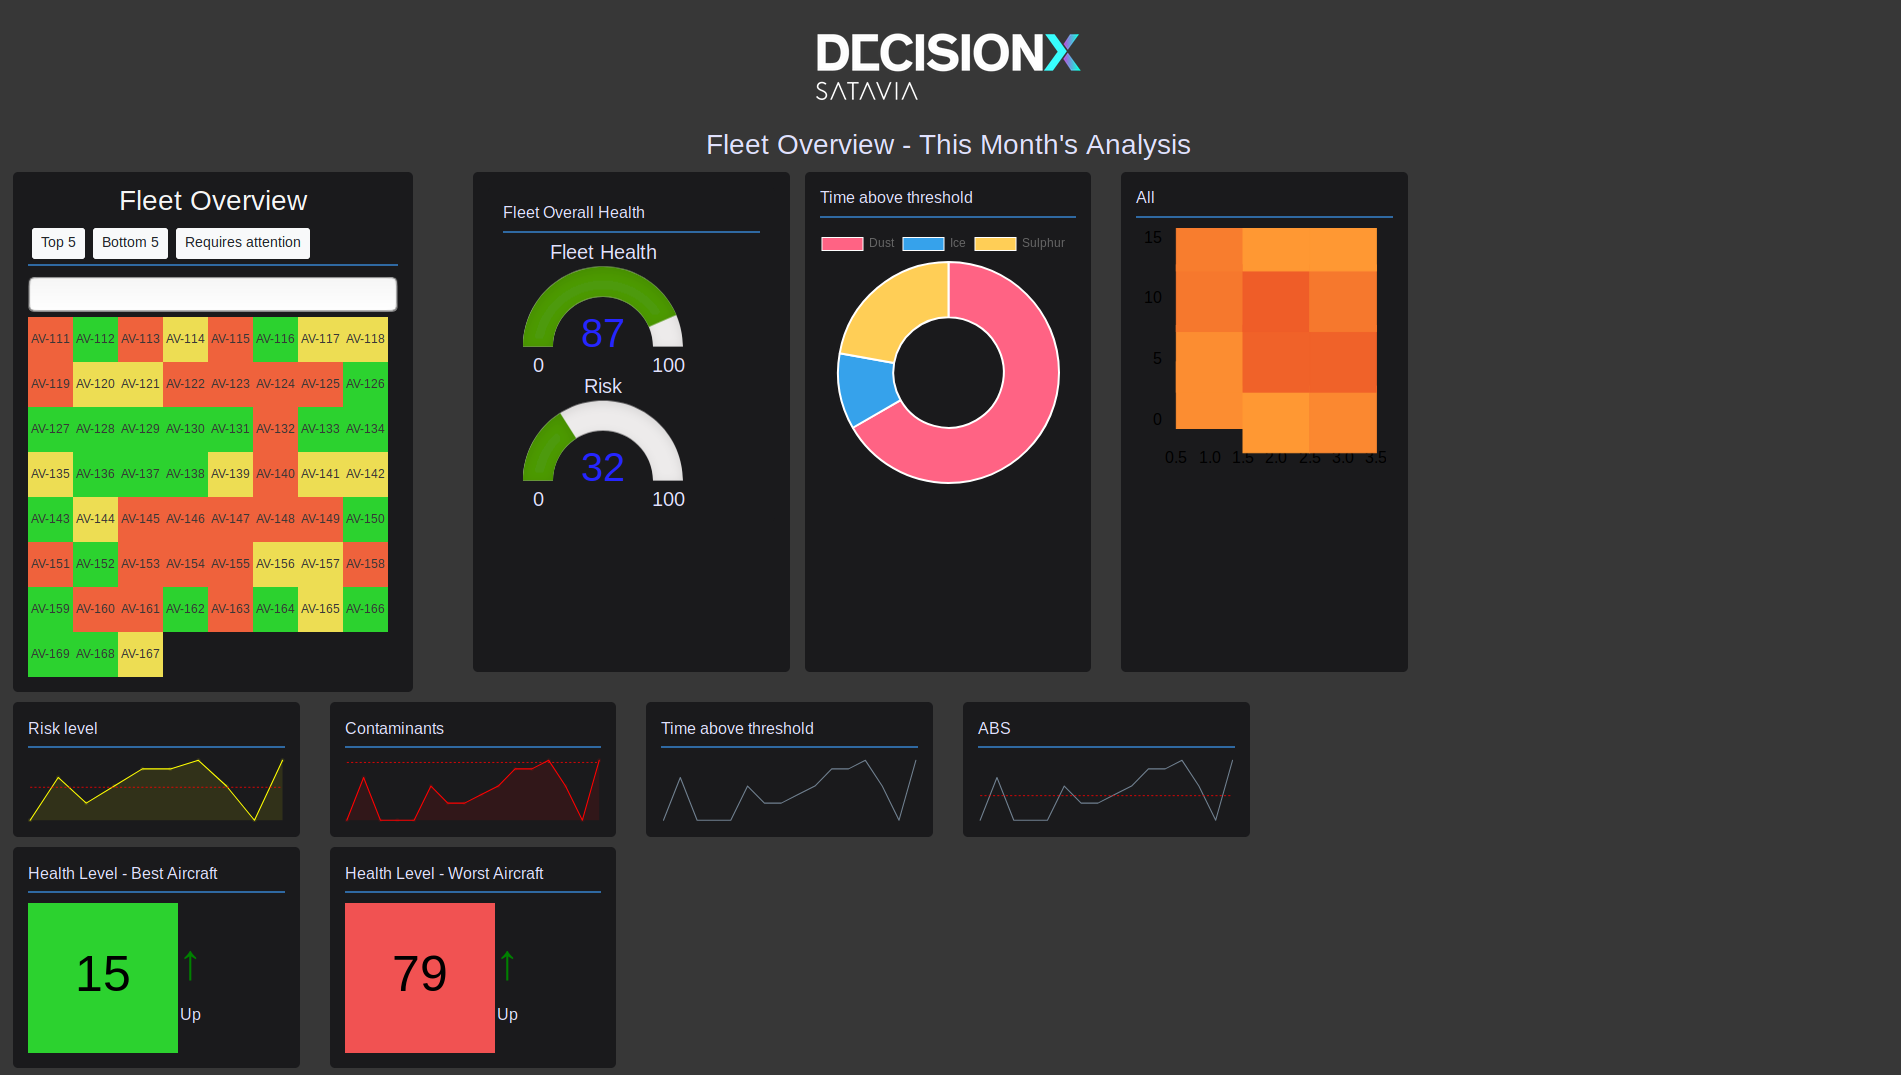 DECISIONX
SATAVIA
Fleet Overview - This Month's Analysis
Fleet Overview
Top 5 Bottom 5 Requires attention
AV-111 AV-112 AV-113 AV-114 AV-115 AV-116 AV-117 AV-118
AV-119 AV-120 AV-121 AV-122 AV-123 AV-124 AV-125 AV-126
AV-127 AV-128 AV-129 AV-130 AV-131 AV-132 AV-133 AV-134
AV-135 AV-136 AV-137 AV-138 AV-139 AV-140 AV-141 AV-142
AV-143 AV-144 AV-145 AV-146 AV-147 AV-148 AV-149 AV-150
AV-151 AV-152 AV-153 AV-154 AV-155 AV-156 AV-157 AV-158
AV-159 AV-160 AV-161 AV-162 AV-163 AV-164 AV-165 AV-166
AV-169 AV-168 AV-167
Fleet Overall Health
Fleet Health
87
0 100
Risk
32
0 100
Time above threshold
Dust Ice Sulphur
All
15
10
5
0
0.5 1.0 1.5 2.0 2.5 3.0 3.5
Risk level
Contaminants
Time above threshold
ABS
Health Level - Best Aircraft
15
↑
Up
Health Level - Worst Aircraft
79
↑
Up